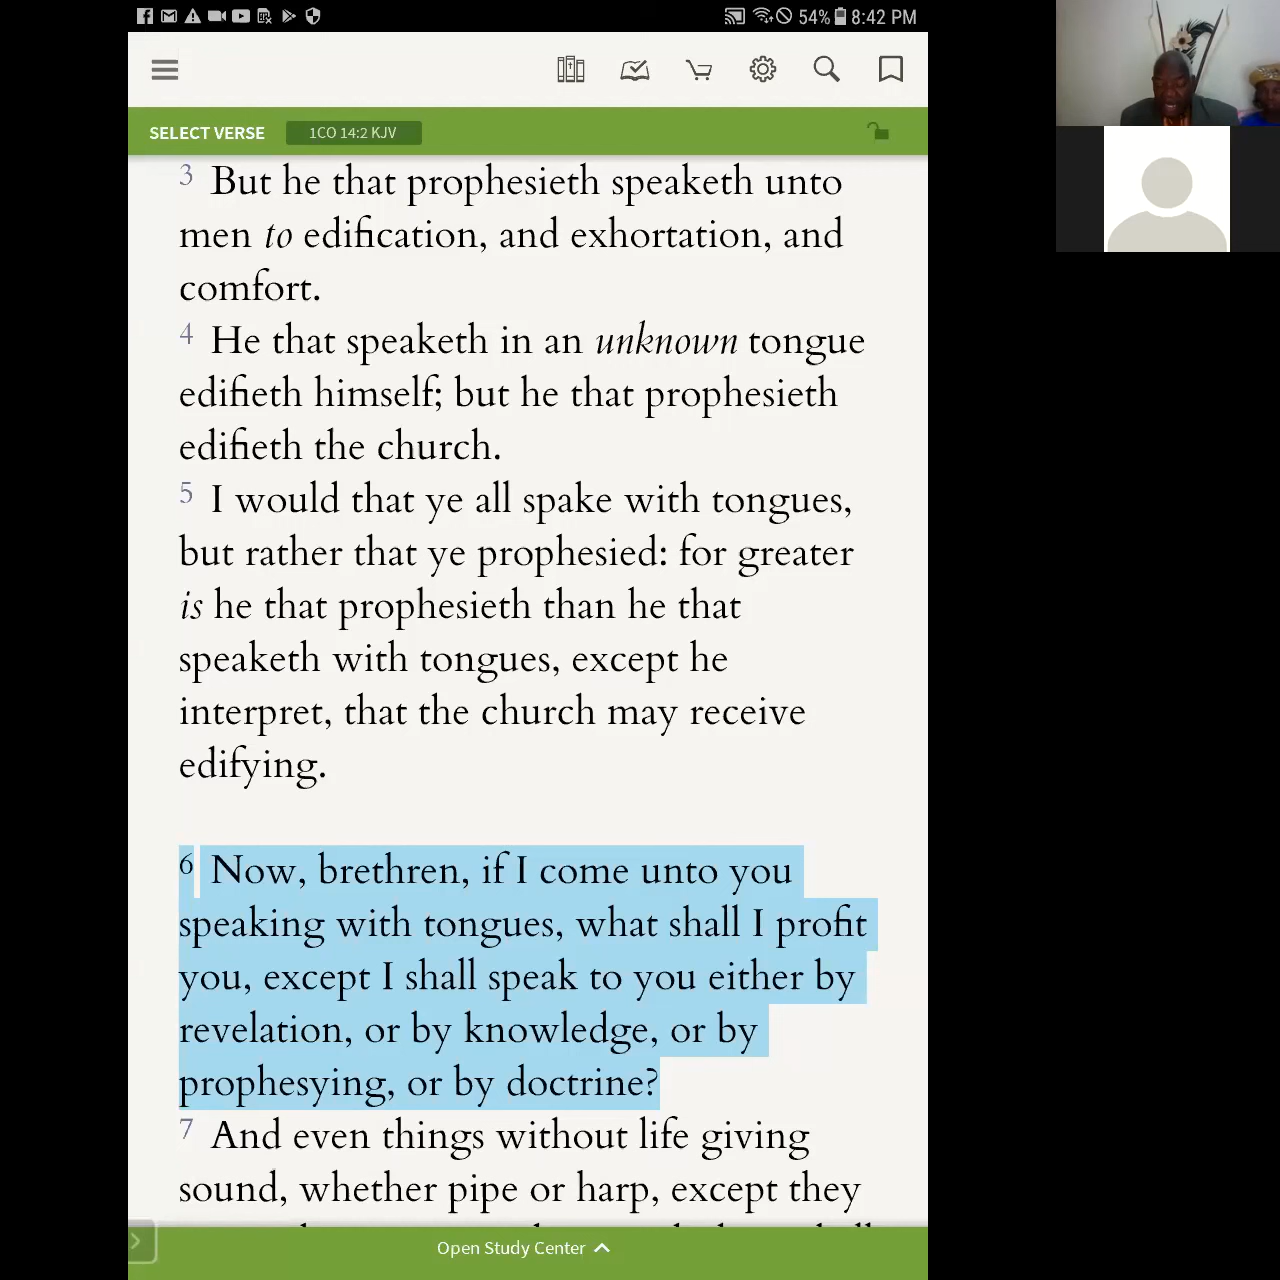 54% 8:42 PM
SELECT VERSE 1CO 14:2 KJV
3 But he that prophesieth speaketh unto
men to edification, and exhortation, and
comfort.
4 He that speaketh in an unknown tongue
edifieth himself; but he that prophesieth
edifieth the church.
5 I would that ye all spake with tongues,
but rather that ye prophesied: for greater
is he that prophesieth than he that
speaketh with tongues, except he
interpret, that the church may receive
edifying.
6 Now, brethren, if I come unto you
speaking with tongues, what shall I profit
you, except I shall speak to you either by
revelation, or by knowledge, or by
prophesying, or by doctrine?
7 And even things without life giving
sound, whether pipe or harp, except they
Open Study Center